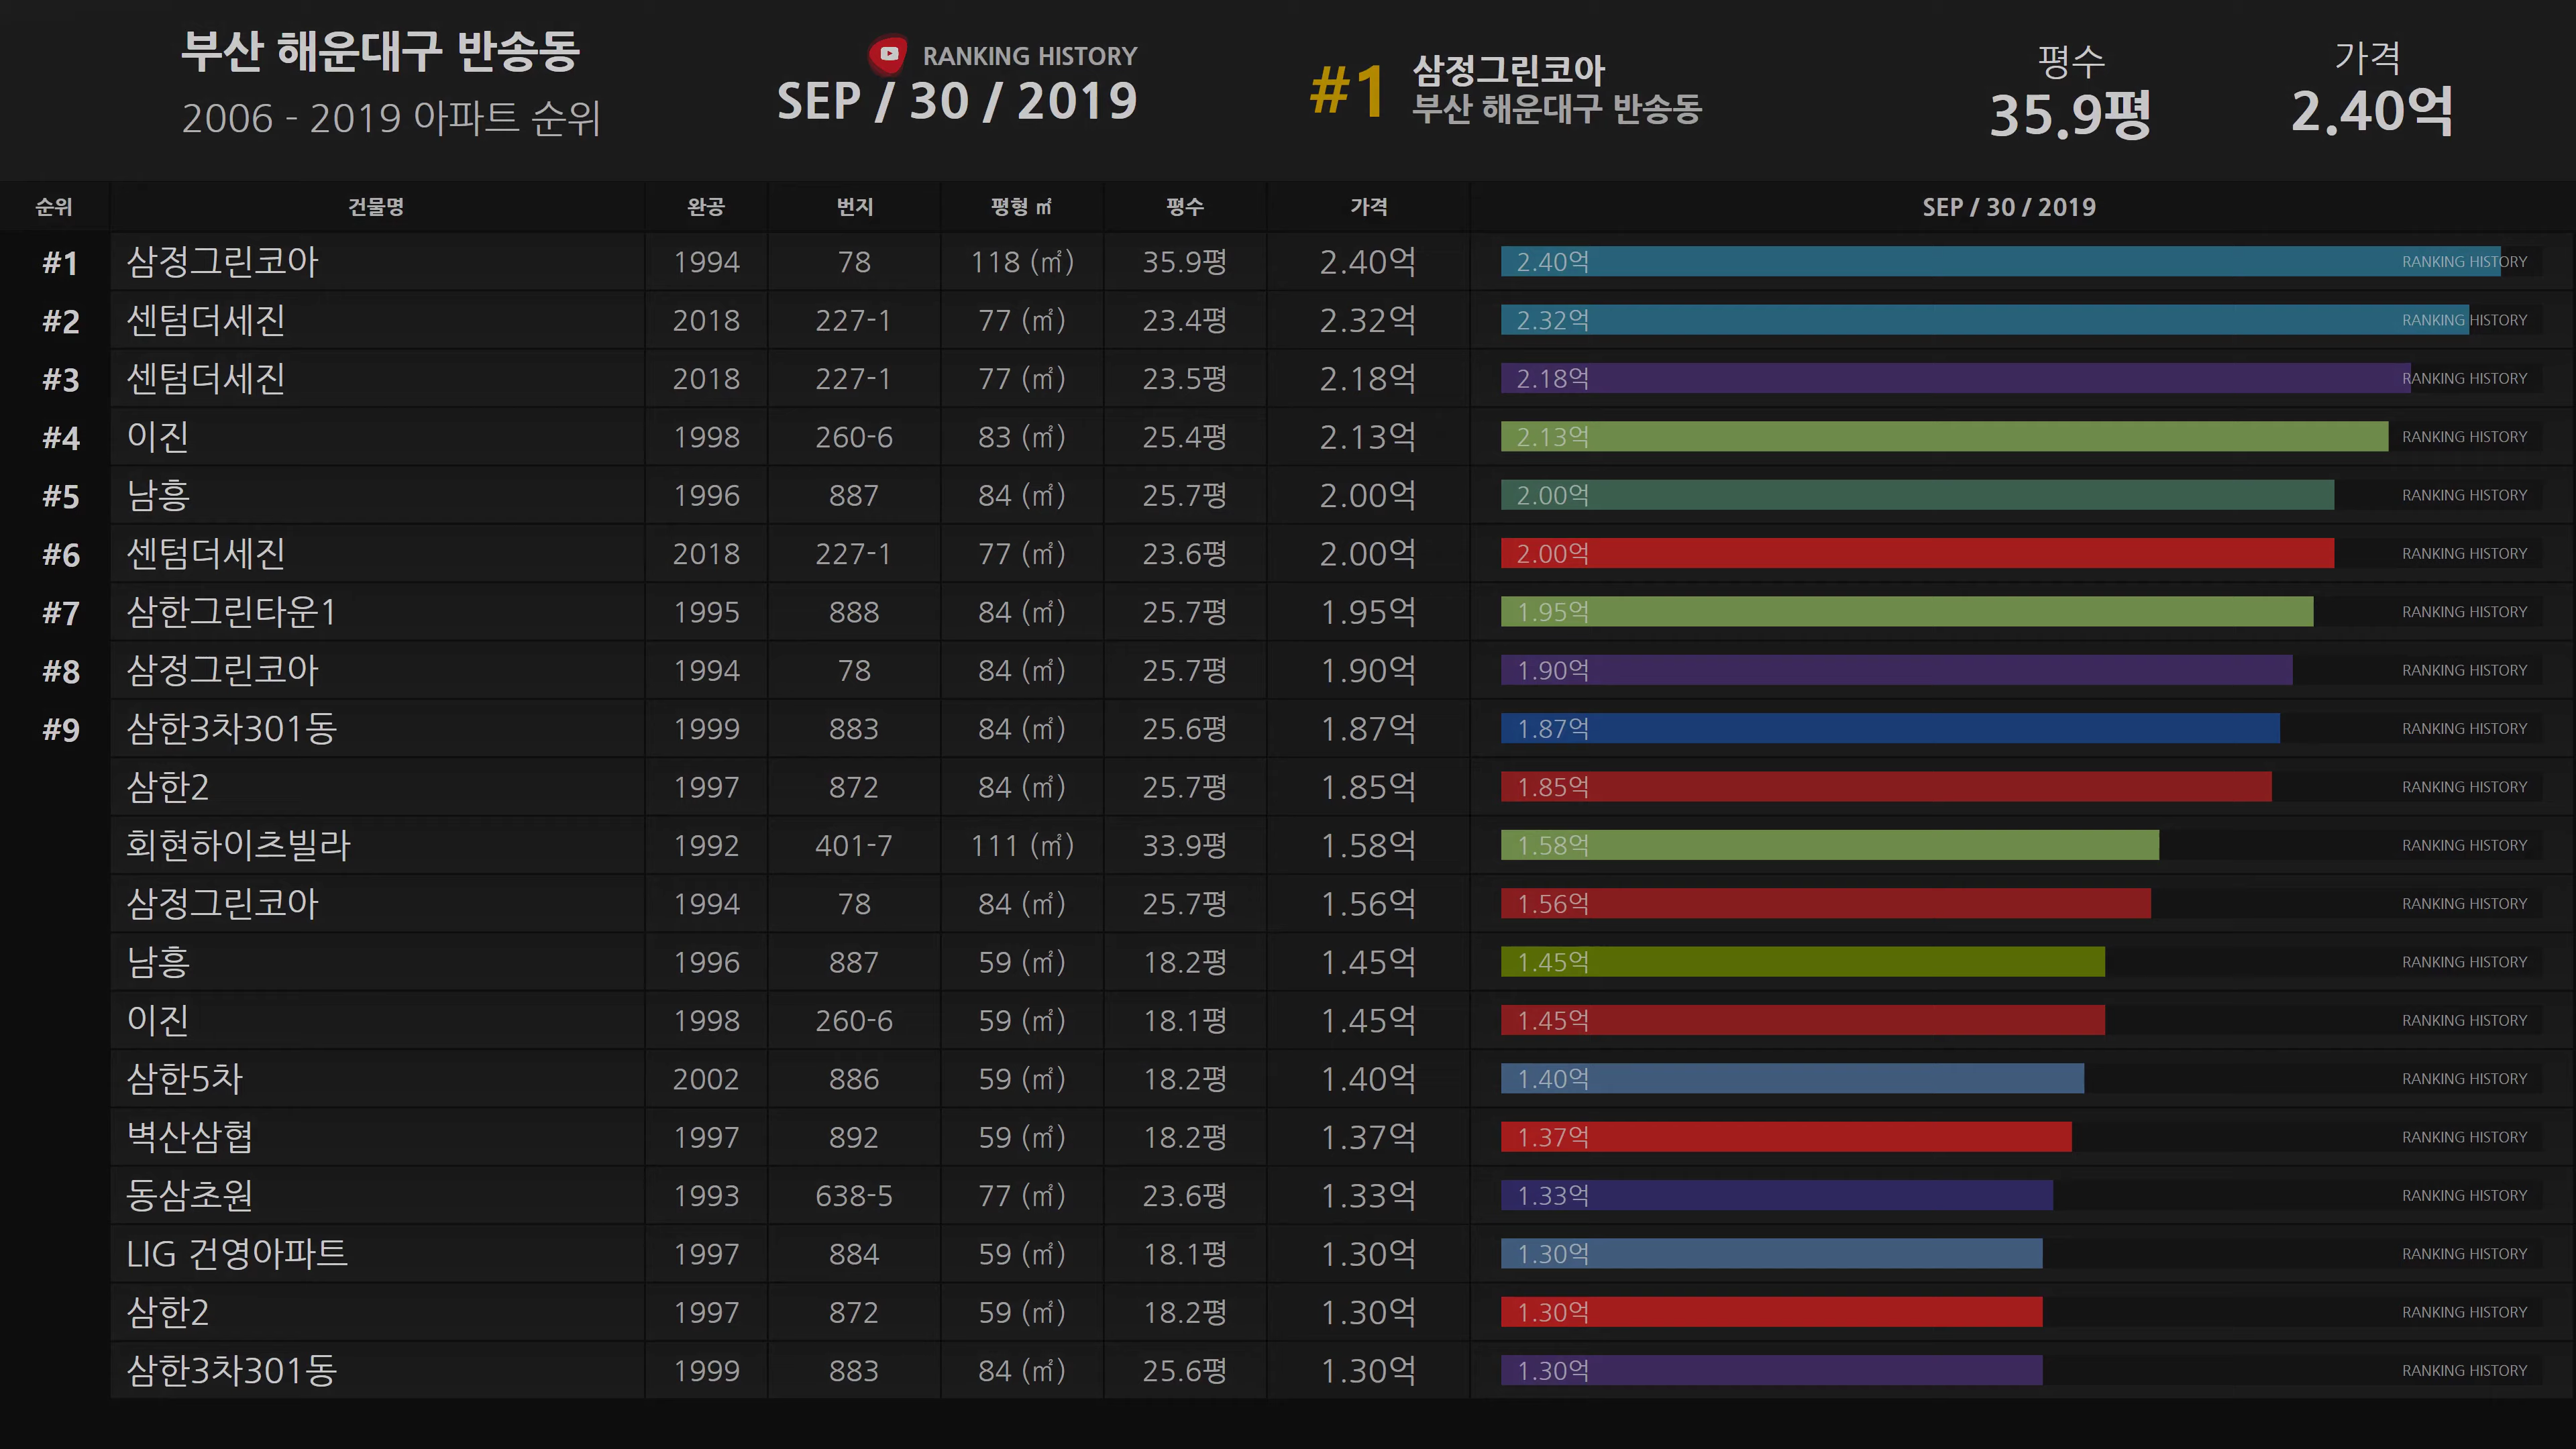 부산 해운대구 반송동
2006 - 2019 아파트 순위
RANKING HISTORY
SEP / 30 / 2019
#1 삼정그린코아
부산 해운대구 반송동
평수
35.9평
가격
2.40억
순위 건물명 완공 번지 평형 ㎡ 평수 가격 SEP / 30 / 2019
#1 삼정그린코아 1994 78 118 (㎡) 35.9평 2.40억 2.40억 RANKING HISTORY
#2 센텀더세진 2018 227-1 77 (㎡) 23.4평 2.32억 2.32억 RANKING HISTORY
#3 센텀더세진 2018 227-1 77 (㎡) 23.5평 2.18억 2.18억 RANKING HISTORY
#4 이진 1998 260-6 83 (㎡) 25.4평 2.13억 2.13억 RANKING HISTORY
#5 남흥 1996 887 84 (㎡) 25.7평 2.00억 2.00억 RANKING HISTORY
#6 센텀더세진 2018 227-1 77 (㎡) 23.6평 2.00억 2.00억 RANKING HISTORY
#7 삼한그린타운1 1995 888 84 (㎡) 25.7평 1.95억 1.95억 RANKING HISTORY
#8 삼정그린코아 1994 78 84 (㎡) 25.7평 1.90억 1.90억 RANKING HISTORY
#9 삼한3차301동 1999 883 84 (㎡) 25.6평 1.87억 1.87억 RANKING HISTORY
삼한2 1997 872 84 (㎡) 25.7평 1.85억 1.85억 RANKING HISTORY
회현하이츠빌라 1992 401-7 111 (㎡) 33.9평 1.58억 1.58억 RANKING HISTORY
삼정그린코아 1994 78 84 (㎡) 25.7평 1.56억 1.56억 RANKING HISTORY
남흥 1996 887 59 (㎡) 18.2평 1.45억 1.45억 RANKING HISTORY
이진 1998 260-6 59 (㎡) 18.1평 1.45억 1.45억 RANKING HISTORY
삼한5차 2002 886 59 (㎡) 18.2평 1.40억 1.40억 RANKING HISTORY
벽산삼협 1997 892 59 (㎡) 18.2평 1.37억 1.37억 RANKING HISTORY
동삼초원 1993 638-5 77 (㎡) 23.6평 1.33억 1.33억 RANKING HISTORY
LIG 건영아파트 1997 884 59 (㎡) 18.1평 1.30억 1.30억 RANKING HISTORY
삼한2 1997 872 59 (㎡) 18.2평 1.30억 1.30억 RANKING HISTORY
삼한3차301동 1999 883 84 (㎡) 25.6평 1.30억 1.30억 RANKING HISTORY